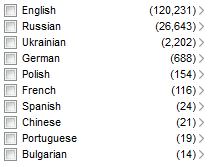 English (120,231)
Russian (26,643)
Ukrainian (2,202)
German (688)
Polish (154)
French (116)
Spanish (24)
Chinese (21)
Portuguese (19)
Bulgarian (14)